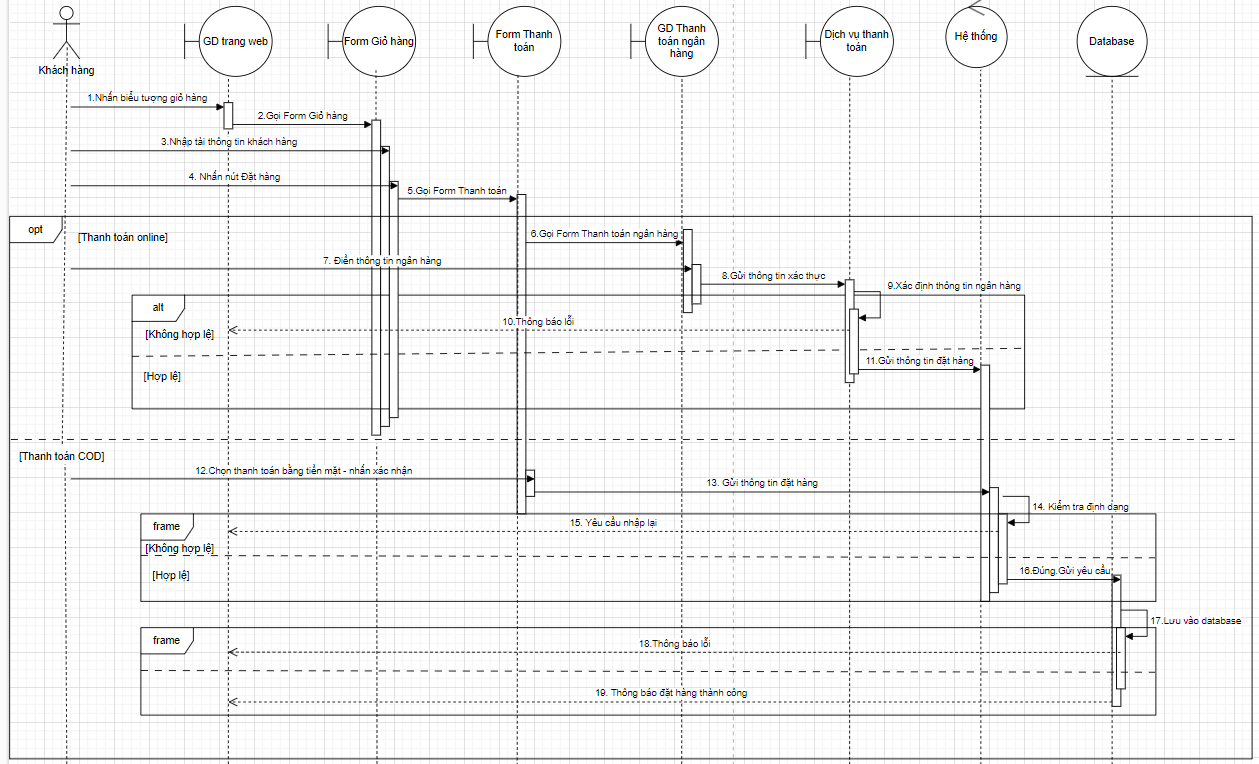 Khách hàng
GD trang web
Form Giỏ hàng
Form Thanh
toán
GD Thanh
toán ngân
hàng
Dịch vụ thanh
toán
Hệ thống
Database
1.Nhấn biểu tượng giỏ hàng
2.Gọi Form Giỏ hàng
3.Nhập tài thông tin khách hàng
4. Nhấn nút Đặt hàng
5.Gọi Form Thanh toán
opt
[Thanh toán online]
6.Gọi Form Thanh toán ngân hàng
7. Điền thông tin ngân hàng
8.Gửi thông tin xác thực
9.Xác định thông tin ngân hàng
alt
[Không hợp lệ]
10.Thông báo lỗi
11.Gửi thông tin đặt hàng
[Hợp lệ]
[Thanh toán COD]
12.Chọn thanh toán bằng tiền mặt - nhấn xác nhận
13. Gửi thông tin đặt hàng
14. Kiểm tra định dạng
frame
15. Yêu cầu nhập lại
[Không hợp lệ]
[Hợp lệ]
16.Đúng.Gửi yêu cầu
17.Lưu vào database
frame
18.Thông báo lỗi
19. Thông báo đặt hàng thành công